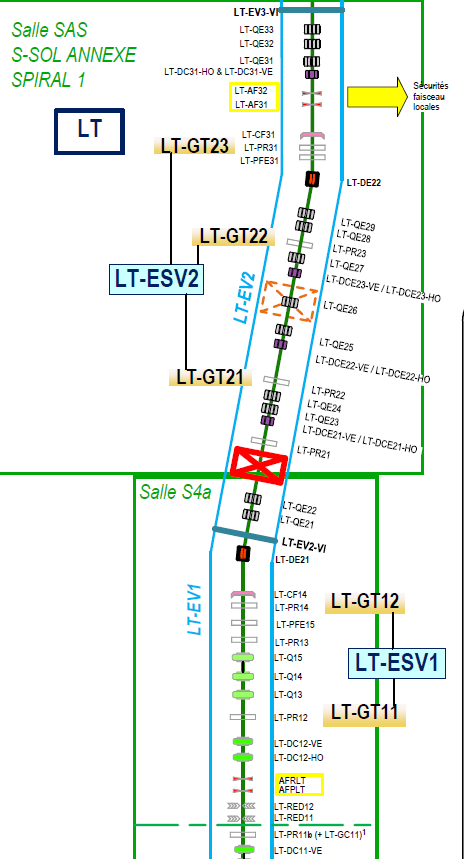 LT-EV3-VI
Salle SAS
S-SOL ANNEXE
SPIRAL 1
LT
LT-QE33
LT-QE32
LT-QE31
LT-DC31-HO & LT-DC31-VE
LT-AF32
LT-AF31
Sécurités
faisceau
locales
LT-CF31
LT-PR31
LT-PFE31
LT-GT23
LT-DE22
LT-QE29
LT-QE28
LT-GT22
LT-PR23
LT-QE27
LT-ESV2
LT-DCE23-VE / LT-DCE23-HO
LT-EV2
LT-QE26
LT-QE25
LT-DCE22-VE / LT-DCE22-HO
LT-GT21
LT-PR22
LT-QE24
LT-QE23
LT-DCE21-VE / LT-DCE21-HO
LT-PR21
Salle S4a
LT-QE22
LT-QE21
LT-EV2-VI
LT-DE21
LT-EV1
LT-CF14
LT-PR14
LT-GT12
LT-PFE15
LT-PR13
LT-Q15
LT-ESV1
LT-Q14
LT-Q13
LT-GT11
LT-PR12
LT-DC12-VE
LT-DC12-HO
AFRLT
AFPLT
LT-RED12
LT-RED11
LT-PR11b (+ LT-GC11)¹
LT-DC11-VE